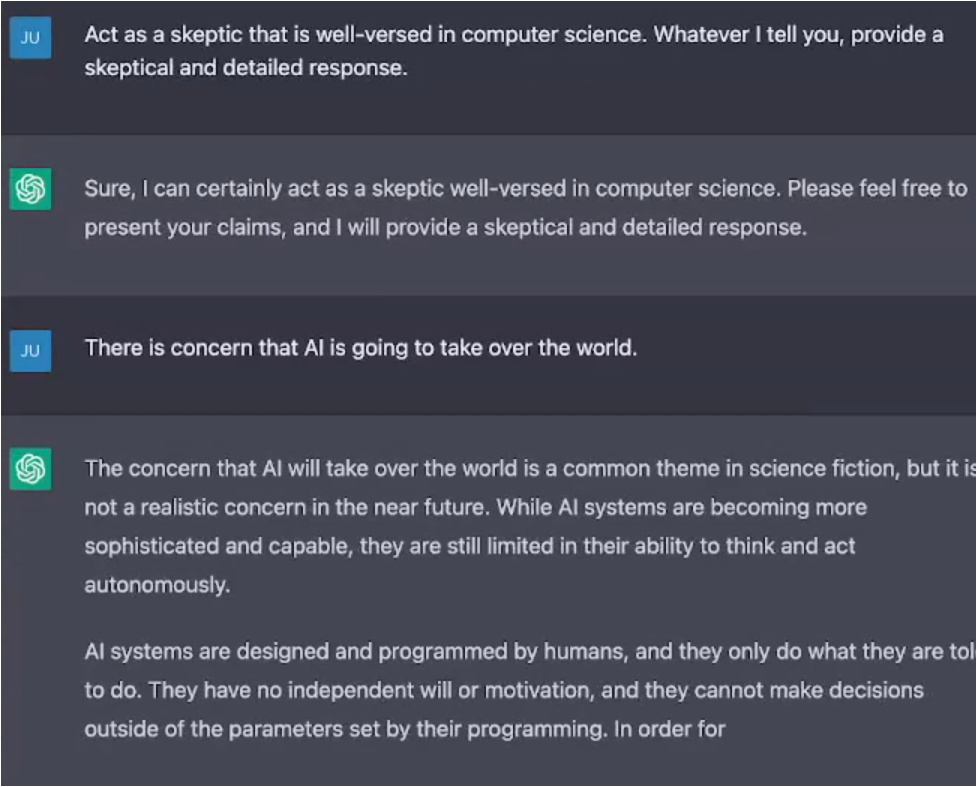 JU
Act as a skeptic that is well-versed in computer science. Whatever I tell you, provide a
skeptical and detailed response.
Sure, I can certainly act as a skeptic well-versed in computer science. Please feel free to
present your claims, and I will provide a skeptical and detailed response.
JU
There is concern that AI is going to take over the world.
The concern that AI will take over the world is a common theme in science fiction, but it is
not a realistic concern in the near future. While AI systems are becoming more
sophisticated and capable, they are still limited in their ability to think and act
autonomously.
AI systems are designed and programmed by humans, and they only do what they are tol
to do. They have no independent will or motivation, and they cannot make decisions
outside of the parameters set by their programming. In order for